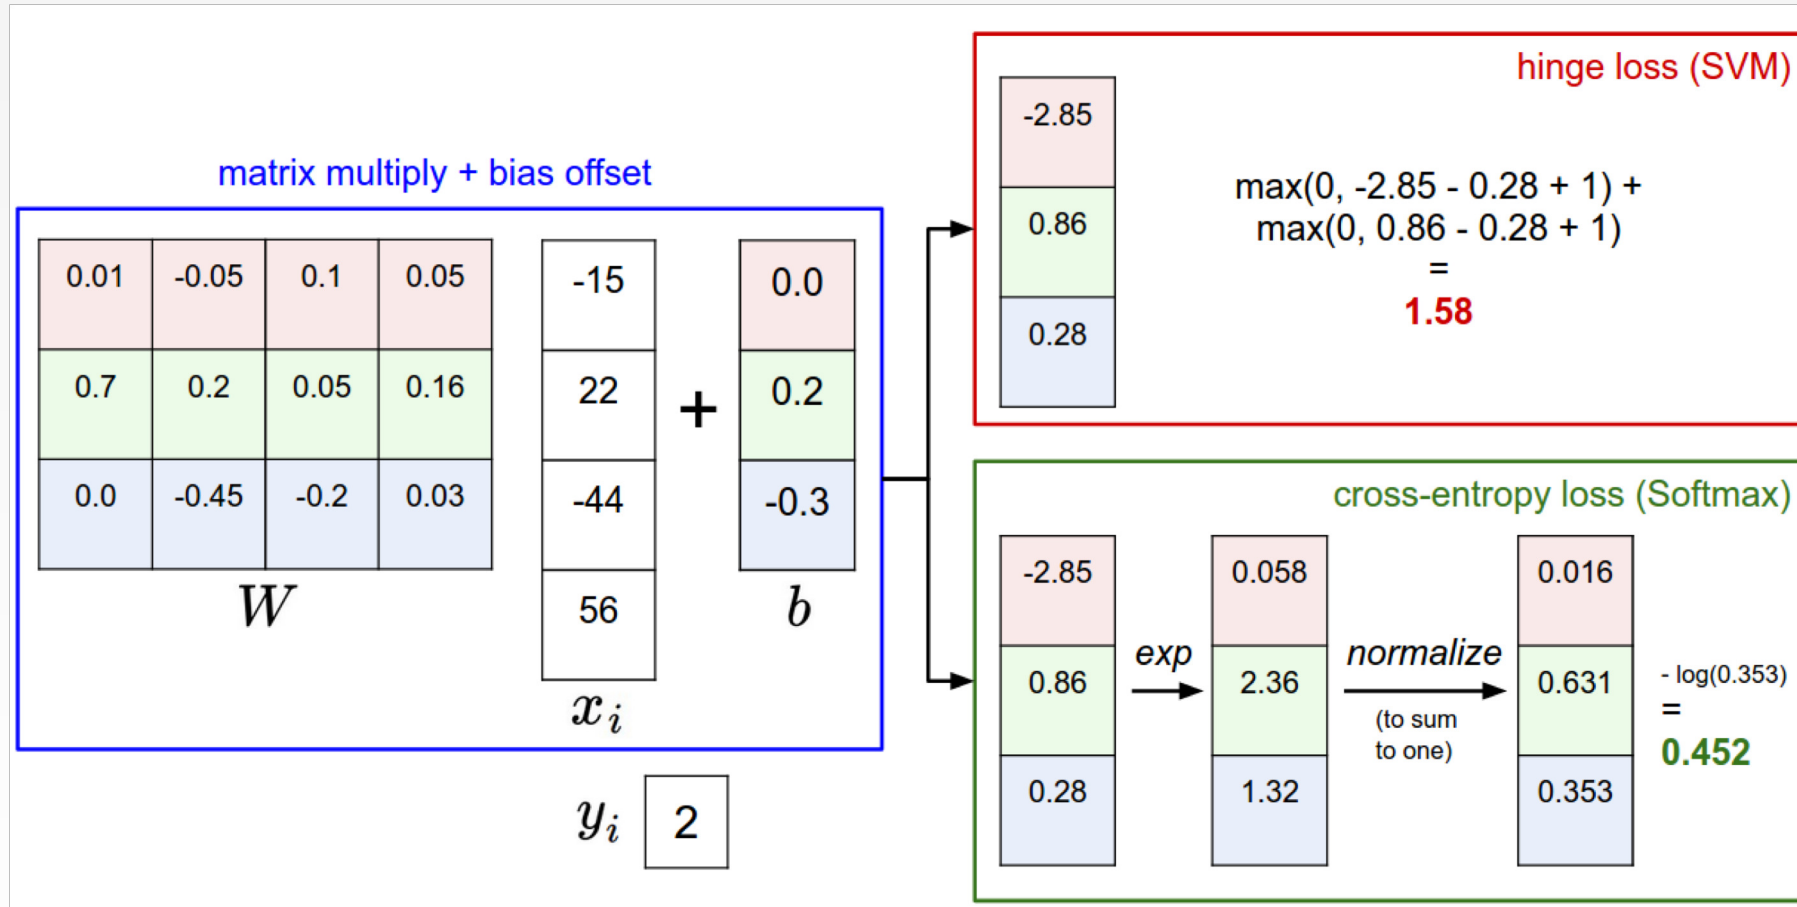 matrix multiply + bias offset
0.01 -0.05 0.1 0.05
0.7 0.2 0.05 0.16
0.0 -0.45 -0.2 0.03
W
-15
22
-44
56
x_i
+
0.0
0.2
-0.3
b
y_i 2
hinge loss (SVM)
-2.85
0.86
0.28
max(0, -2.85 - 0.28 + 1) +
max(0, 0.86 - 0.28 + 1)
=
1.58
cross-entropy loss (Softmax)
-2.85
0.86
0.28
exp
0.058
2.36
1.32
normalize
(to sum
to one)
0.016
0.631
0.353
- log(0.353)
=
0.452